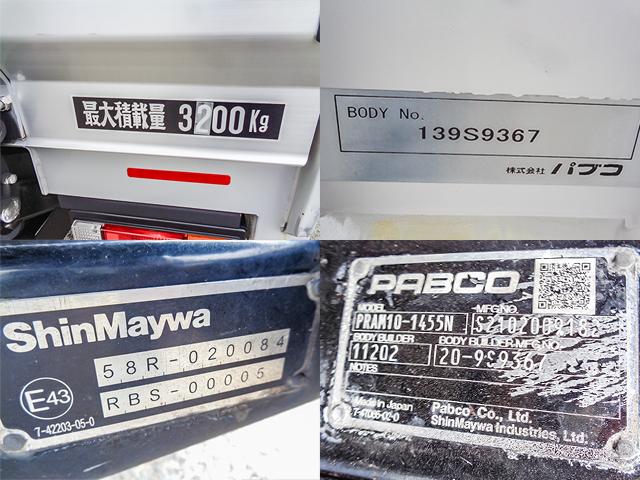 最大積載量 3200Kg
BODY No.
139S9367
株式会社 パブコ
ShinMaywa
58R-020084
RBS-00005
E43
7-42203-05-0
PABCO
MODEL MFG NO.
PRAM10-1455N
BODY BUILDER BODY BUILDER MFG NO.
11202 20-9S9367
NOTES
Made in Japan Pabco Co., Ltd.
ShinMaywa Industries, Ltd.